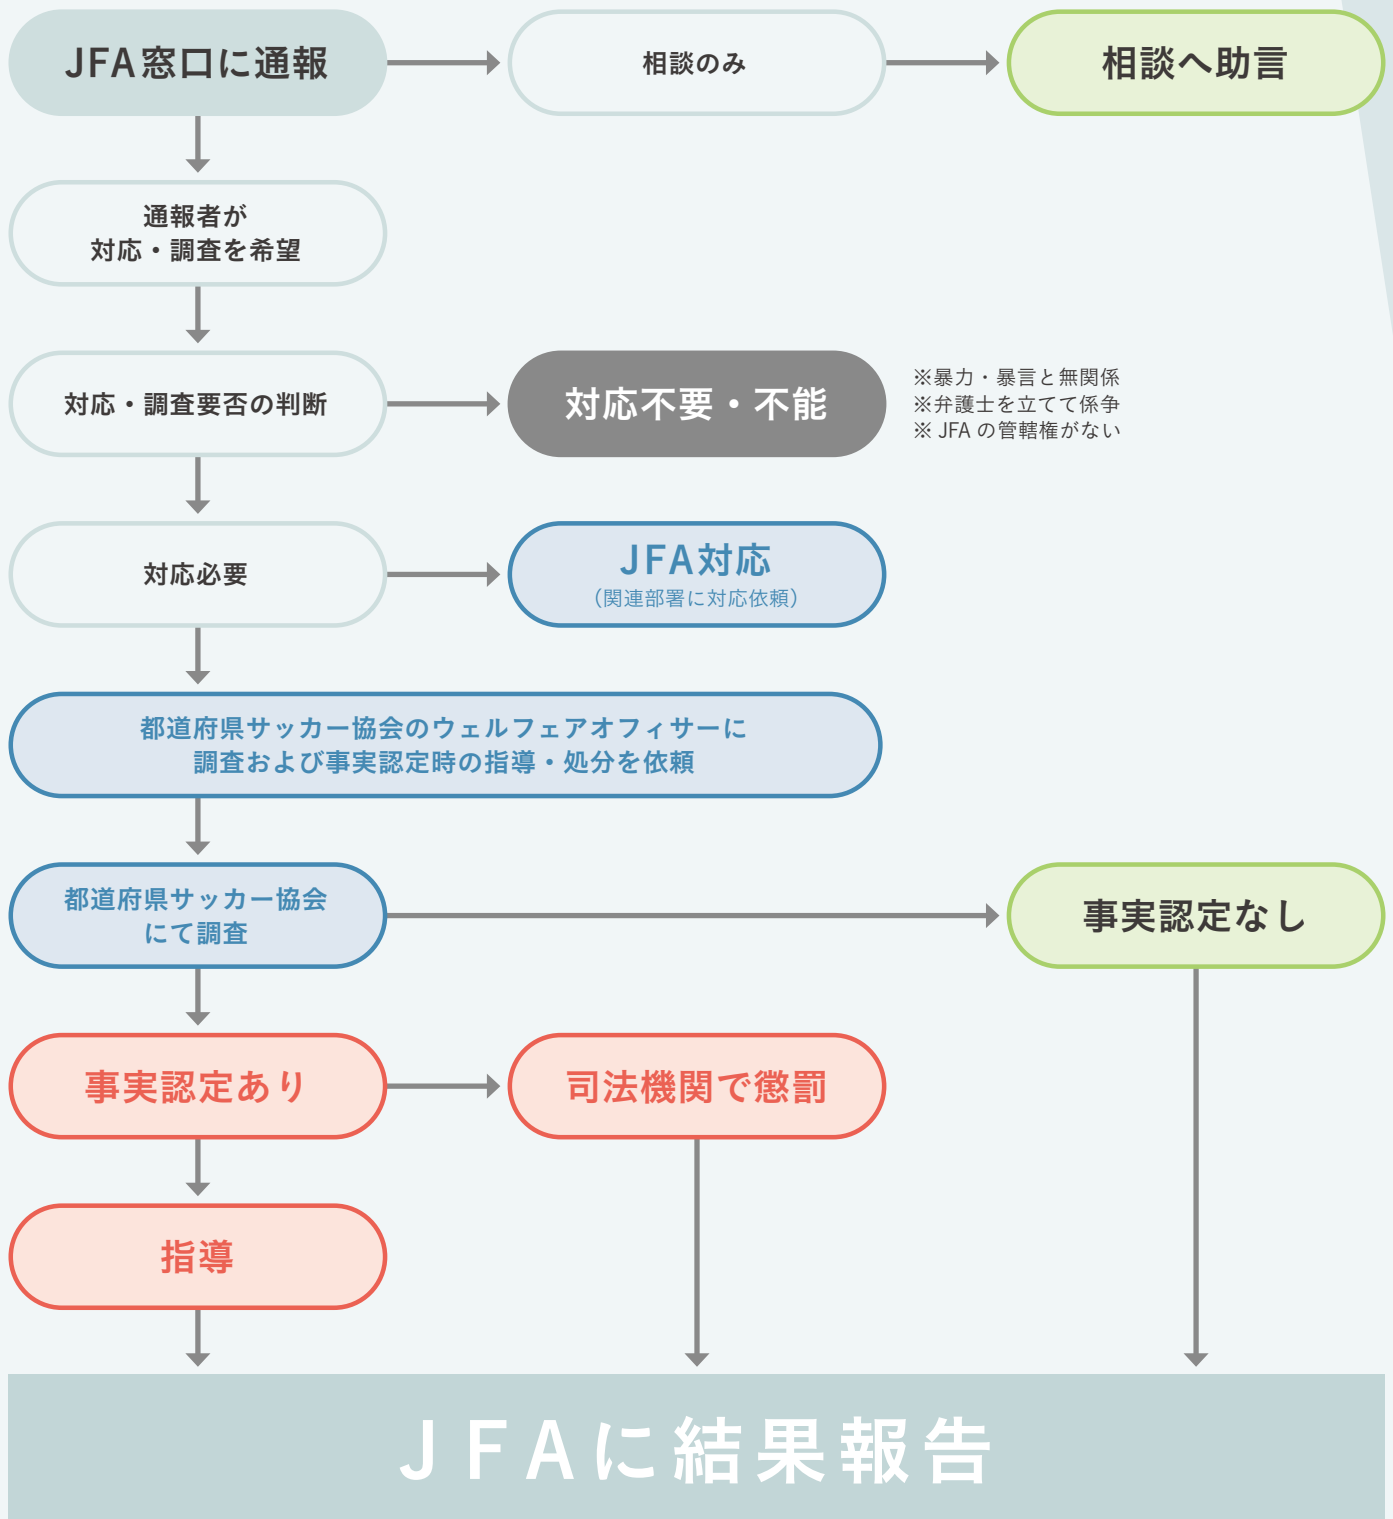 JFA窓口に通報
相談のみ
相談へ助言
通報者が
対応・調査を希望
対応・調査要否の判断
対応不要・不能
※暴力・暴言と無関係
※弁護士を立てて係争
※ JFA の管轄権がない
対応必要
JFA対応
（関連部署に対応依頼）
都道府県サッカー協会のウェルフェアオフィサーに
調査および事実認定時の指導・処分を依頼
都道府県サッカー協会
にて調査
事実認定なし
事実認定あり
司法機関で懲罰
指導
JFAに結果報告